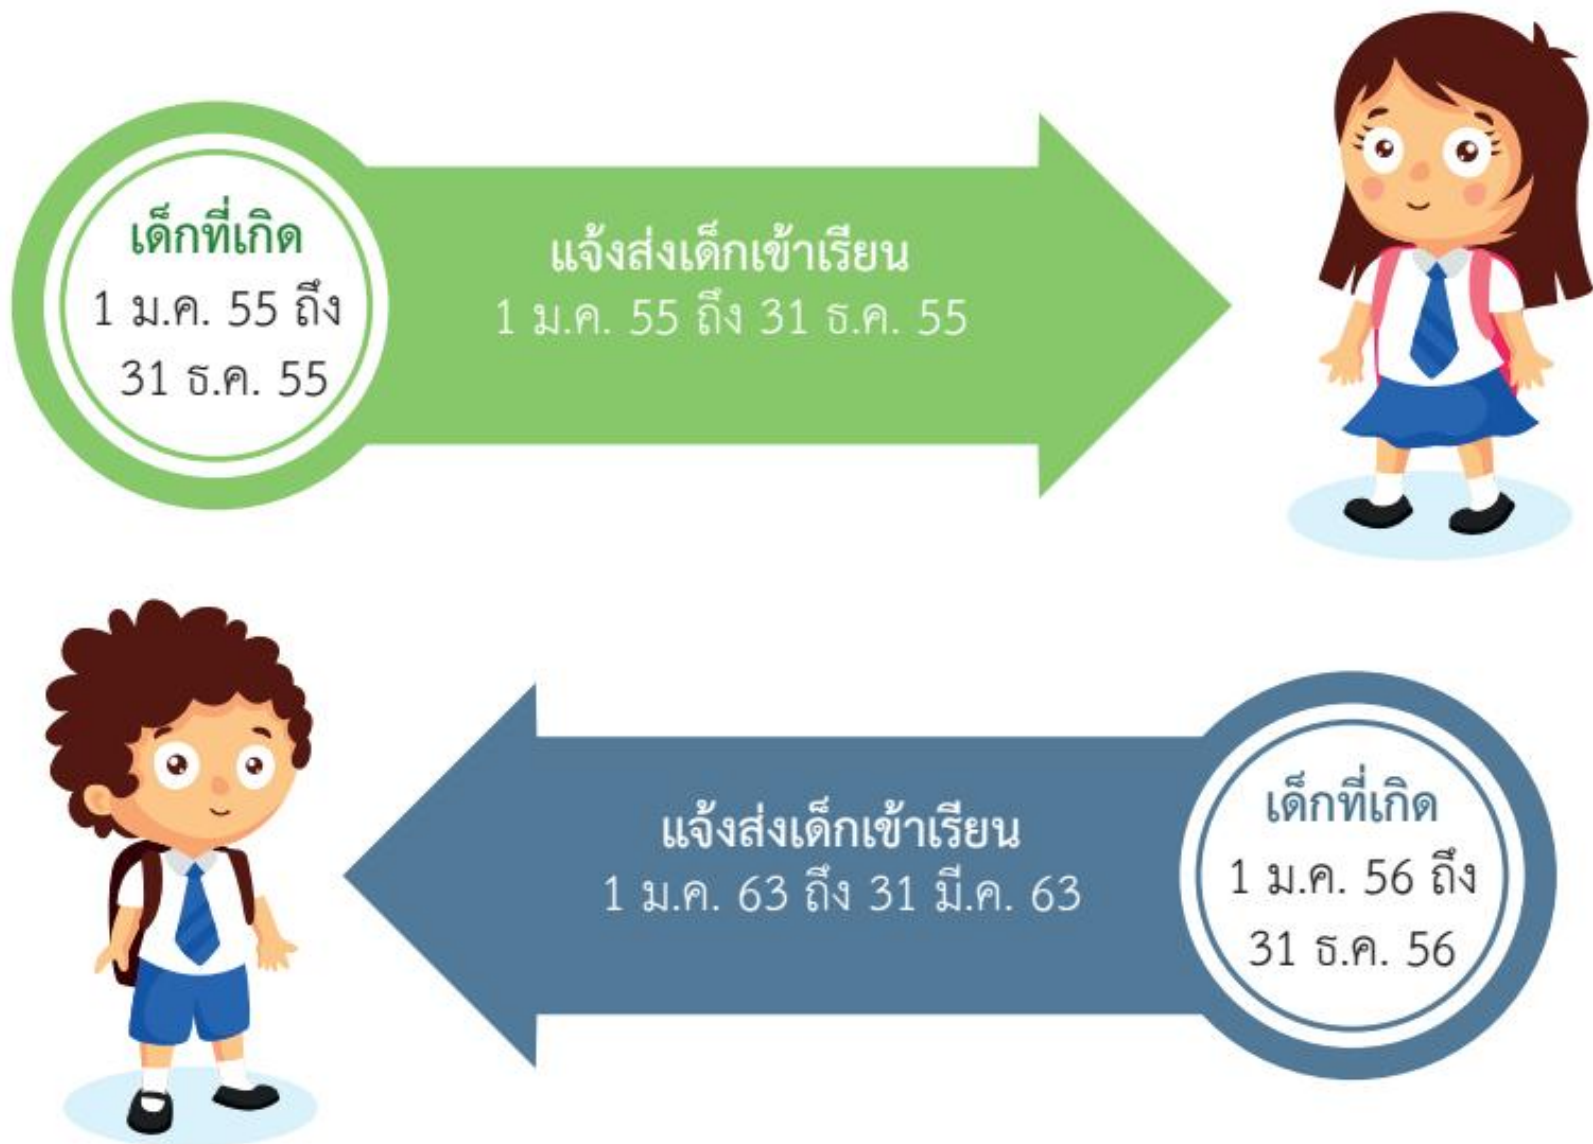 เด็กที่เกิด
1 ม.ค. 55 ถึง
31 ธ.ค. 55
แจ้งส่งเด็กเข้าเรียน
1 ม.ค. 55 ถึง 31 ธ.ค. 55
แจ้งส่งเด็กเข้าเรียน
1 ม.ค. 63 ถึง 31 มี.ค. 63
เด็กที่เกิด
1 ม.ค. 56 ถึง
31 ธ.ค. 56